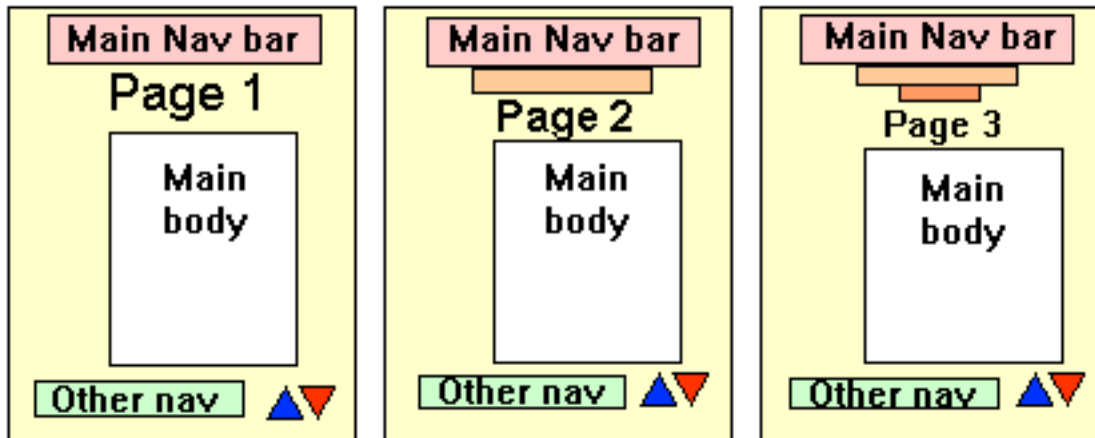 Main Nav bar
Page 1
Main
body
Other nav
Main Nav bar
Page 2
Main
body
Other nav
Main Nav bar
Page 3
Main
body
Other nav